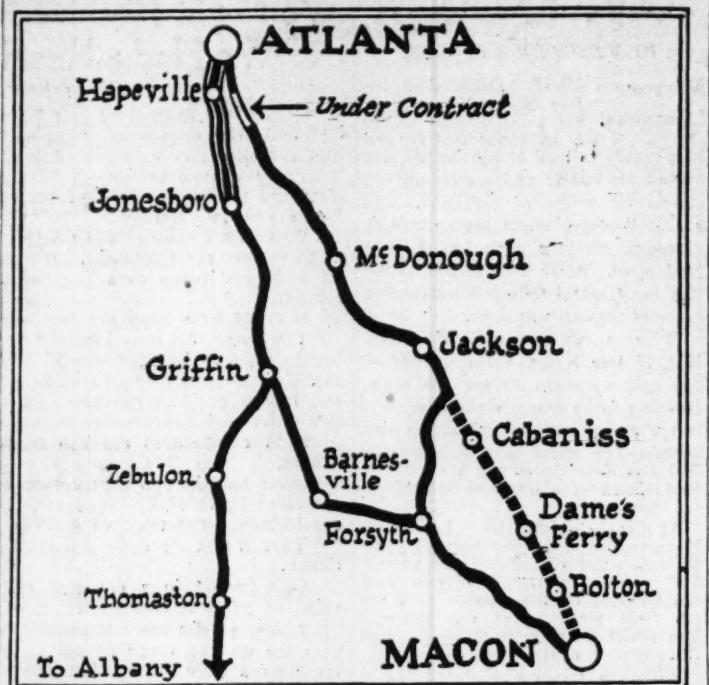 ATLANTA
Hapeville
Under Contract
Jonesboro
McDonough
Jackson
Griffin
Cabaniss
Zebulon
Barnes-
ville
Dame's
Ferry
Forsyth
Bolton
Thomaston
MACON
To Albany